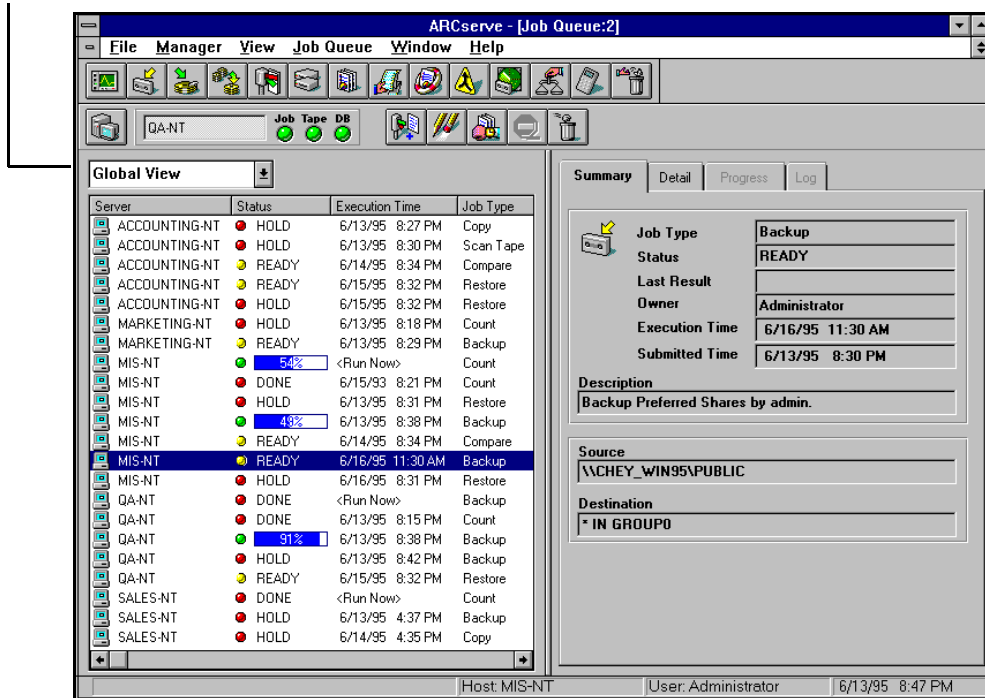 ARCserve - [Job Queue:2]
File Manager View Job Queue Window Help
QA-NT Job Tape DB
Global View
Server Status Execution Time Job Type
ACCOUNTING-NT HOLD 6/13/95 8:27 PM Copy
ACCOUNTING-NT HOLD 6/13/95 8:30 PM Scan Tape
ACCOUNTING-NT READY 6/14/95 8:34 PM Compare
ACCOUNTING-NT READY 6/15/95 8:32 PM Restore
ACCOUNTING-NT HOLD 6/15/95 8:32 PM Restore
MARKETING-NT HOLD 6/13/95 8:18 PM Count
MARKETING-NT READY 6/13/95 8:29 PM Backup
MIS-NT 54% <Run Now> Count
MIS-NT DONE 6/15/93 8:21 PM Count
MIS-NT HOLD 6/13/95 8:31 PM Restore
MIS-NT 49% 6/13/95 8:38 PM Backup
MIS-NT READY 6/14/95 8:34 PM Compare
MIS-NT READY 6/16/95 11:30 AM Backup
MIS-NT HOLD 6/16/95 8:31 PM Restore
QA-NT DONE <Run Now> Backup
QA-NT DONE 6/13/95 8:15 PM Count
QA-NT 91% 6/13/95 8:38 PM Backup
QA-NT HOLD 6/13/95 8:42 PM Backup
QA-NT READY 6/15/95 8:32 PM Restore
SALES-NT DONE <Run Now> Count
SALES-NT HOLD 6/13/95 4:37 PM Backup
SALES-NT HOLD 6/14/95 4:35 PM Copy
Summary Detail Progress Log
Job Type Backup
Status READY
Last Result
Owner Administrator
Execution Time 6/16/95 11:30 AM
Submitted Time 6/13/95 8:30 PM
Description
Backup Preferred Shares by admin.
Source
\\CHEY_WIN95\PUBLIC
Destination
* IN GROUP0
Host: MIS-NT User: Administrator 6/13/95 8:47 PM